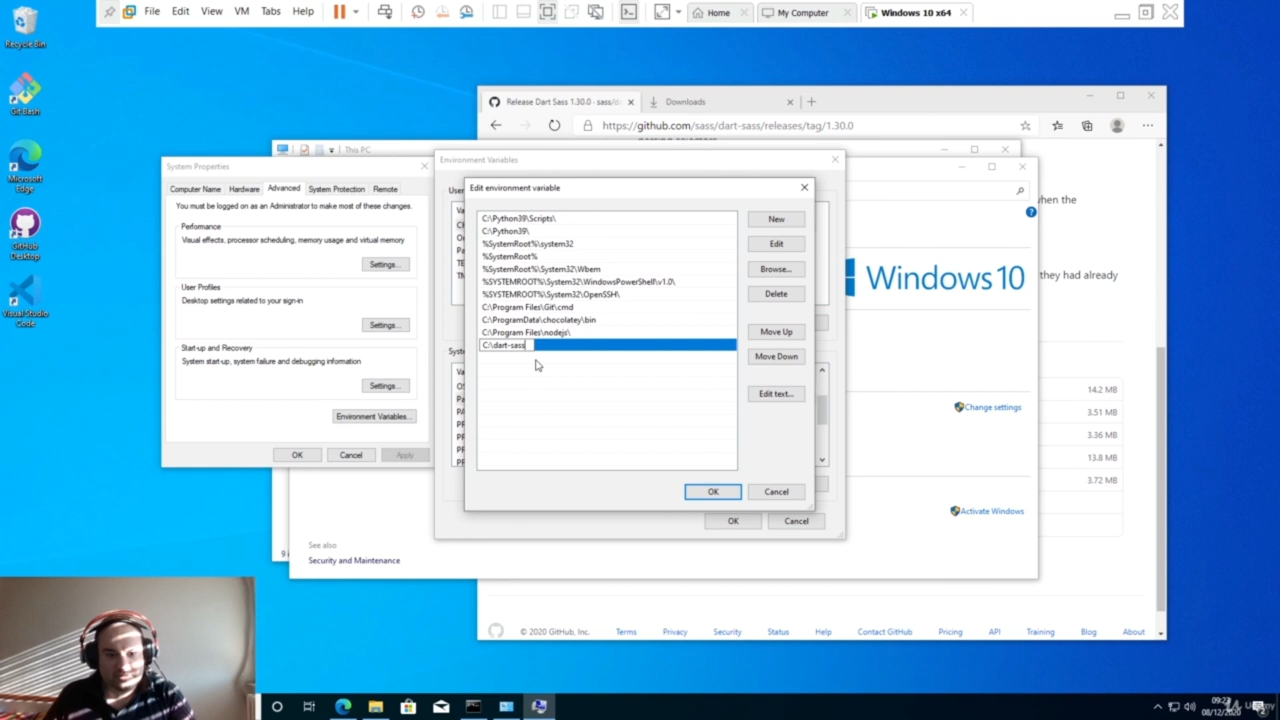 File Edit View VM Tabs Help
Home
My Computer
Windows 10 x64
Recycle Bin
Git Bash
Microsoft
Edge
GitHub
Desktop
Visual Studio
Code
Release Dart Sass 1.30.0 · sass/d
Downloads
https://github.com/sass/dart-sass/releases/tag/1.30.0
when the
they had already
14.2 MB
3.51 MB
3.36 MB
13.8 MB
3.72 MB
© 2020 GitHub, Inc. Terms Privacy Security Status Help Contact GitHub Pricing API Training Blog About
This PC
Windows 10
Change settings
Activate Windows
See also
Security and Maintenance
System Properties
Computer Name Hardware Advanced System Protection Remote
You must be logged on as an Administrator to make most of these changes.
Performance
Visual effects, processor scheduling, memory usage and virtual memory
Settings...
User Profiles
Desktop settings related to your sign-in
Settings...
Start-up and Recovery
System start-up, system failure and debugging information
Settings...
Environment Variables...
OK Cancel Apply
Environment Variables
OK Cancel
Edit environment variable
C:\Python39\Scripts\
C:\Python39\
%SystemRoot%\system32
%SystemRoot%
%SystemRoot%\System32\Wbem
%SYSTEMROOT%\System32\WindowsPowerShell\v1.0\
%SYSTEMROOT%\System32\OpenSSH\
C:\Program Files\Git\cmd
C:\ProgramData\chocolatey\bin
C:\Program Files\nodejs\
C:\dart-sass
New
Edit
Browse...
Delete
Move Up
Move Down
Edit text...
OK Cancel
09:23
08/12/2020
Udemy